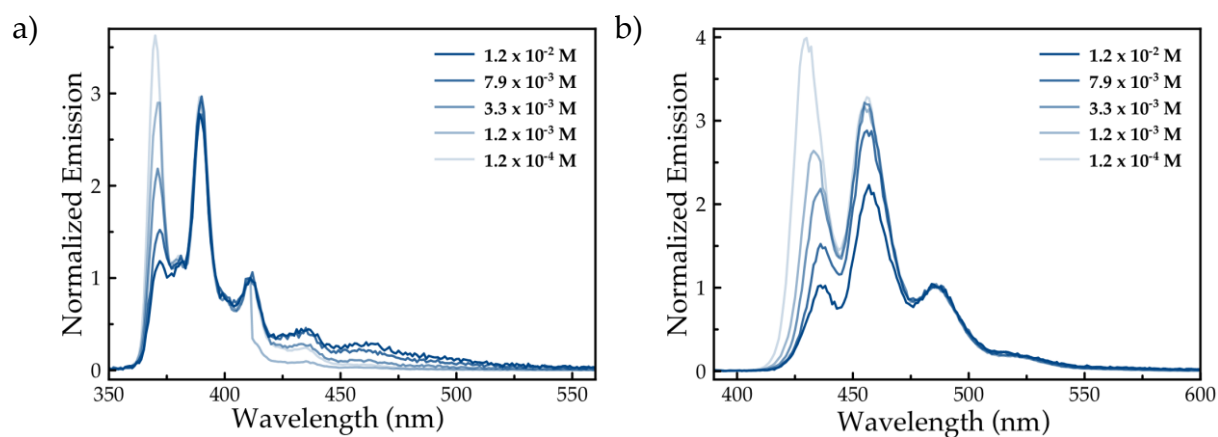 a)
Normalized Emission
3
2
1
0
1.2 x 10⁻² M
7.9 x 10⁻³ M
3.3 x 10⁻³ M
1.2 x 10⁻³ M
1.2 x 10⁻⁴ M
350 400 450 500 550
Wavelength (nm)
b)
Normalized Emission
4
3
2
1
0
1.2 x 10⁻² M
7.9 x 10⁻³ M
3.3 x 10⁻³ M
1.2 x 10⁻³ M
1.2 x 10⁻⁴ M
400 450 500 550 600
Wavelength (nm)